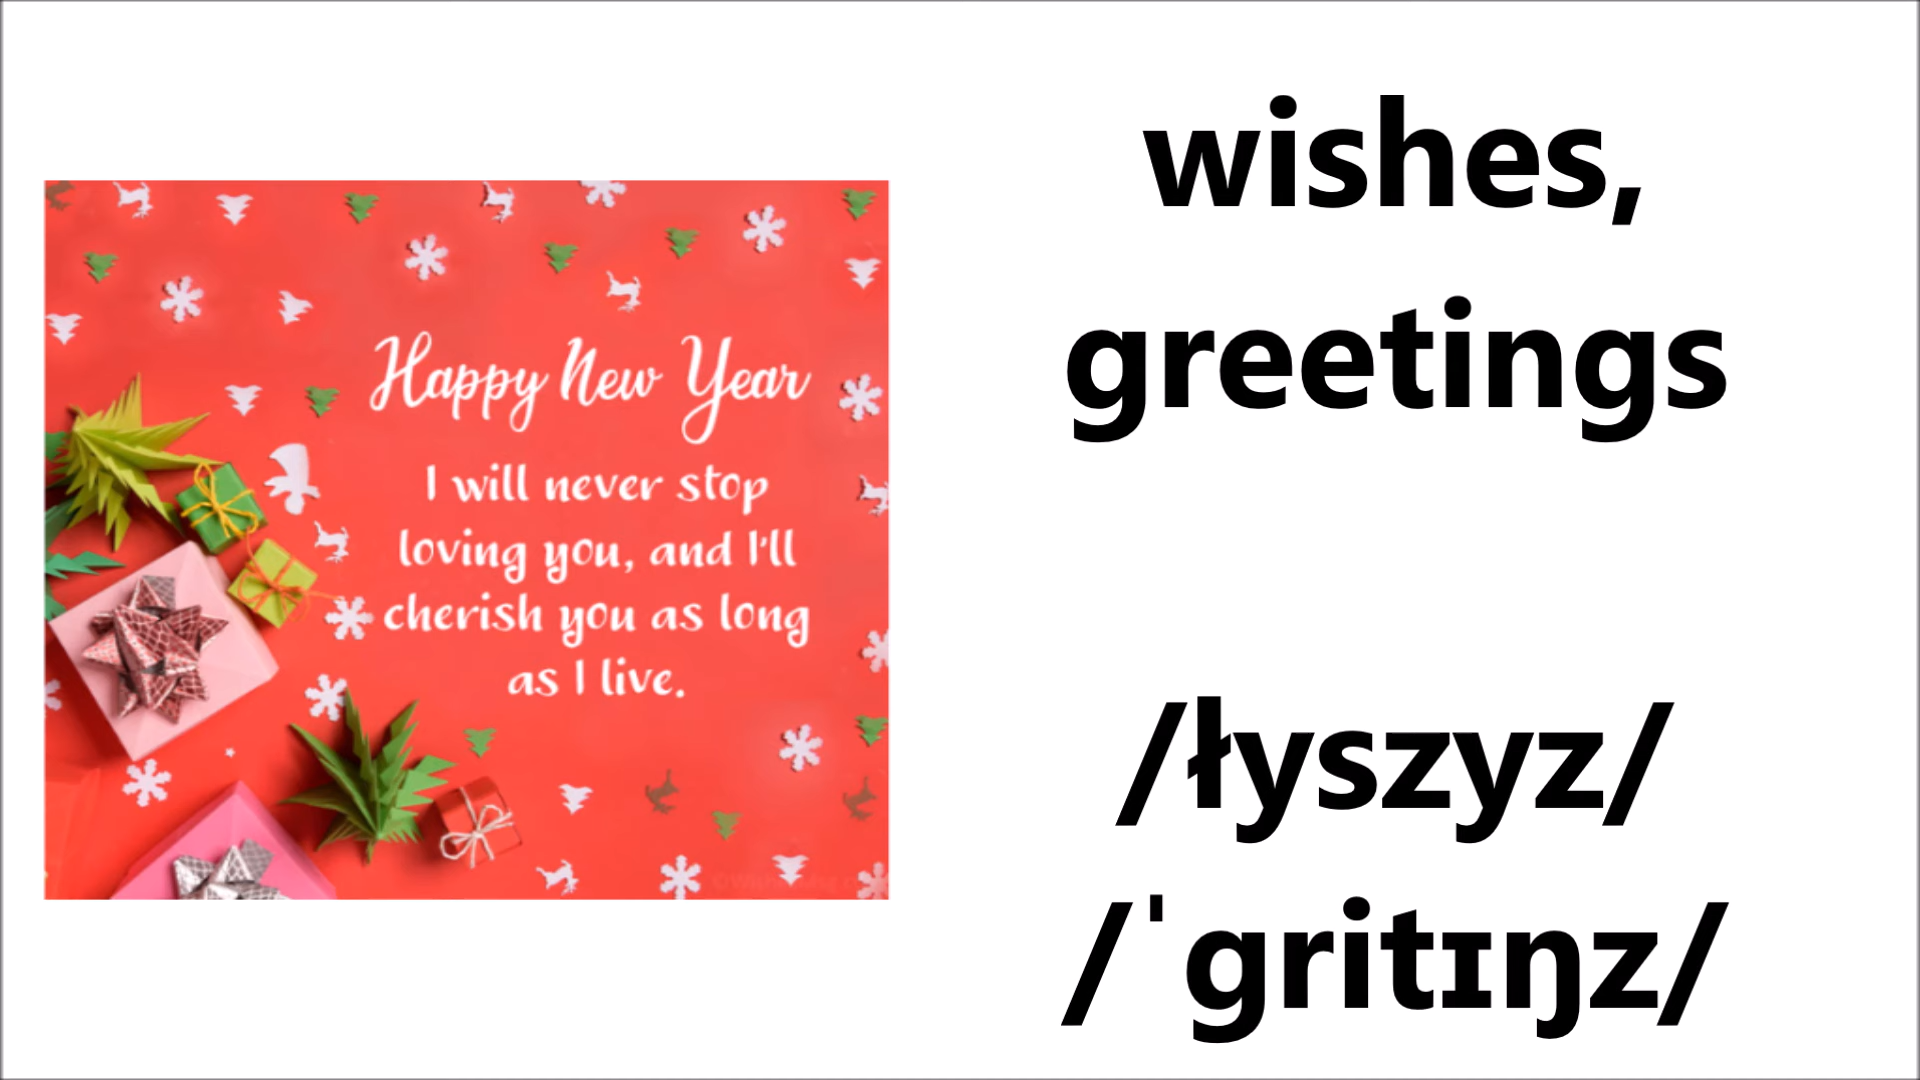 Happy New Year
I will never stop
loving you, and I'll
cherish you as long
as I live.
wishes,
greetings
/łyszyz/
/ˈgritɪŋz/